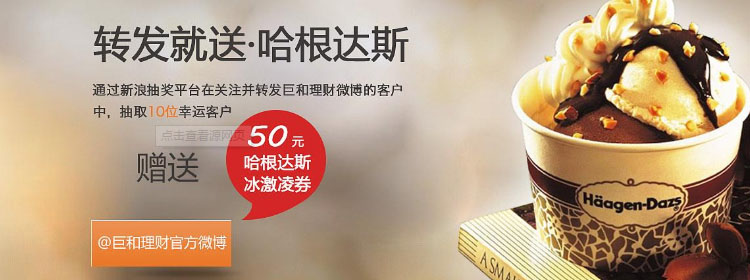 转发就送·哈根达斯
通过新浪抽奖平台在关注并转发巨和理财微博的客户
中，抽取10位幸运客户
点击查看源网页
赠送
50元
哈根达斯
冰激凌券
@巨和理财官方微博
Häagen-Dazs
A SMA